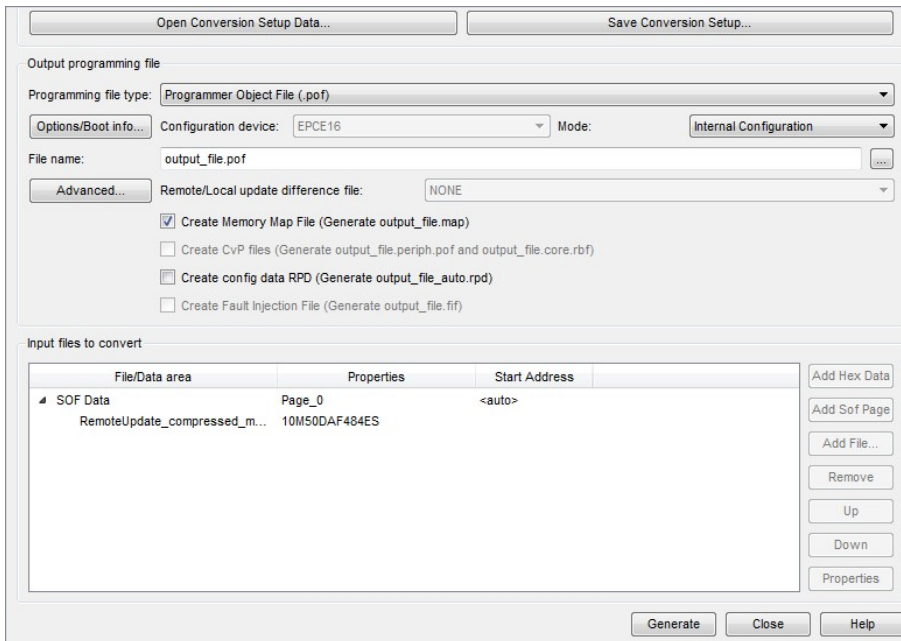 Open Conversion Setup Data... Save Conversion Setup...
Output programming file
Programming file type: Programmer Object File (.pof)
Options/Boot info... Configuration device: EPCE16 Mode: Internal Configuration
File name: output_file.pof ...
Advanced... Remote/Local update difference file: NONE
Create Memory Map File (Generate output_file.map)
Create CvP files (Generate output_file.periph.pof and output_file.core.rbf)
Create config data RPD (Generate output_file_auto.rpd)
Create Fault Injection File (Generate output_file.fif)
Input files to convert
File/Data area Properties Start Address Add Hex Data
SOF Data Page_0 <auto> Add Sof Page
RemoteUpdate_compressed_m... 10M50DAF484ES
Add File...
Remove
Up
Down
Properties
Generate Close Help